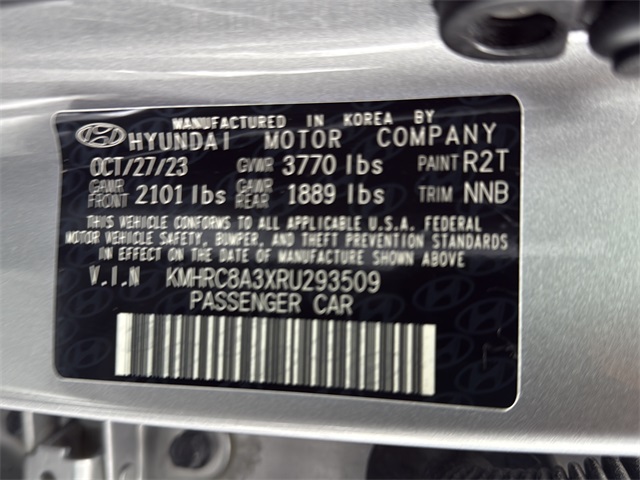 MANUFACTURED IN KOREA BY
HYUNDAI MOTOR COMPANY
OCT/27/23 GVWR 3770 lbs PAINT R2T
GAWR FRONT 2101 lbs GAWR REAR 1889 lbs TRIM NNB
THIS VEHICLE CONFORMS TO ALL APPLICABLE U.S.A. FEDERAL
MOTOR VEHICLE SAFETY, BUMPER, AND THEFT STANDARDS
IN EFFECT ON THE DATE OF MANUFACTURE SHOWN ABOVE
V.I.N KMHRC8A3XRU293509
PASSENGER CAR